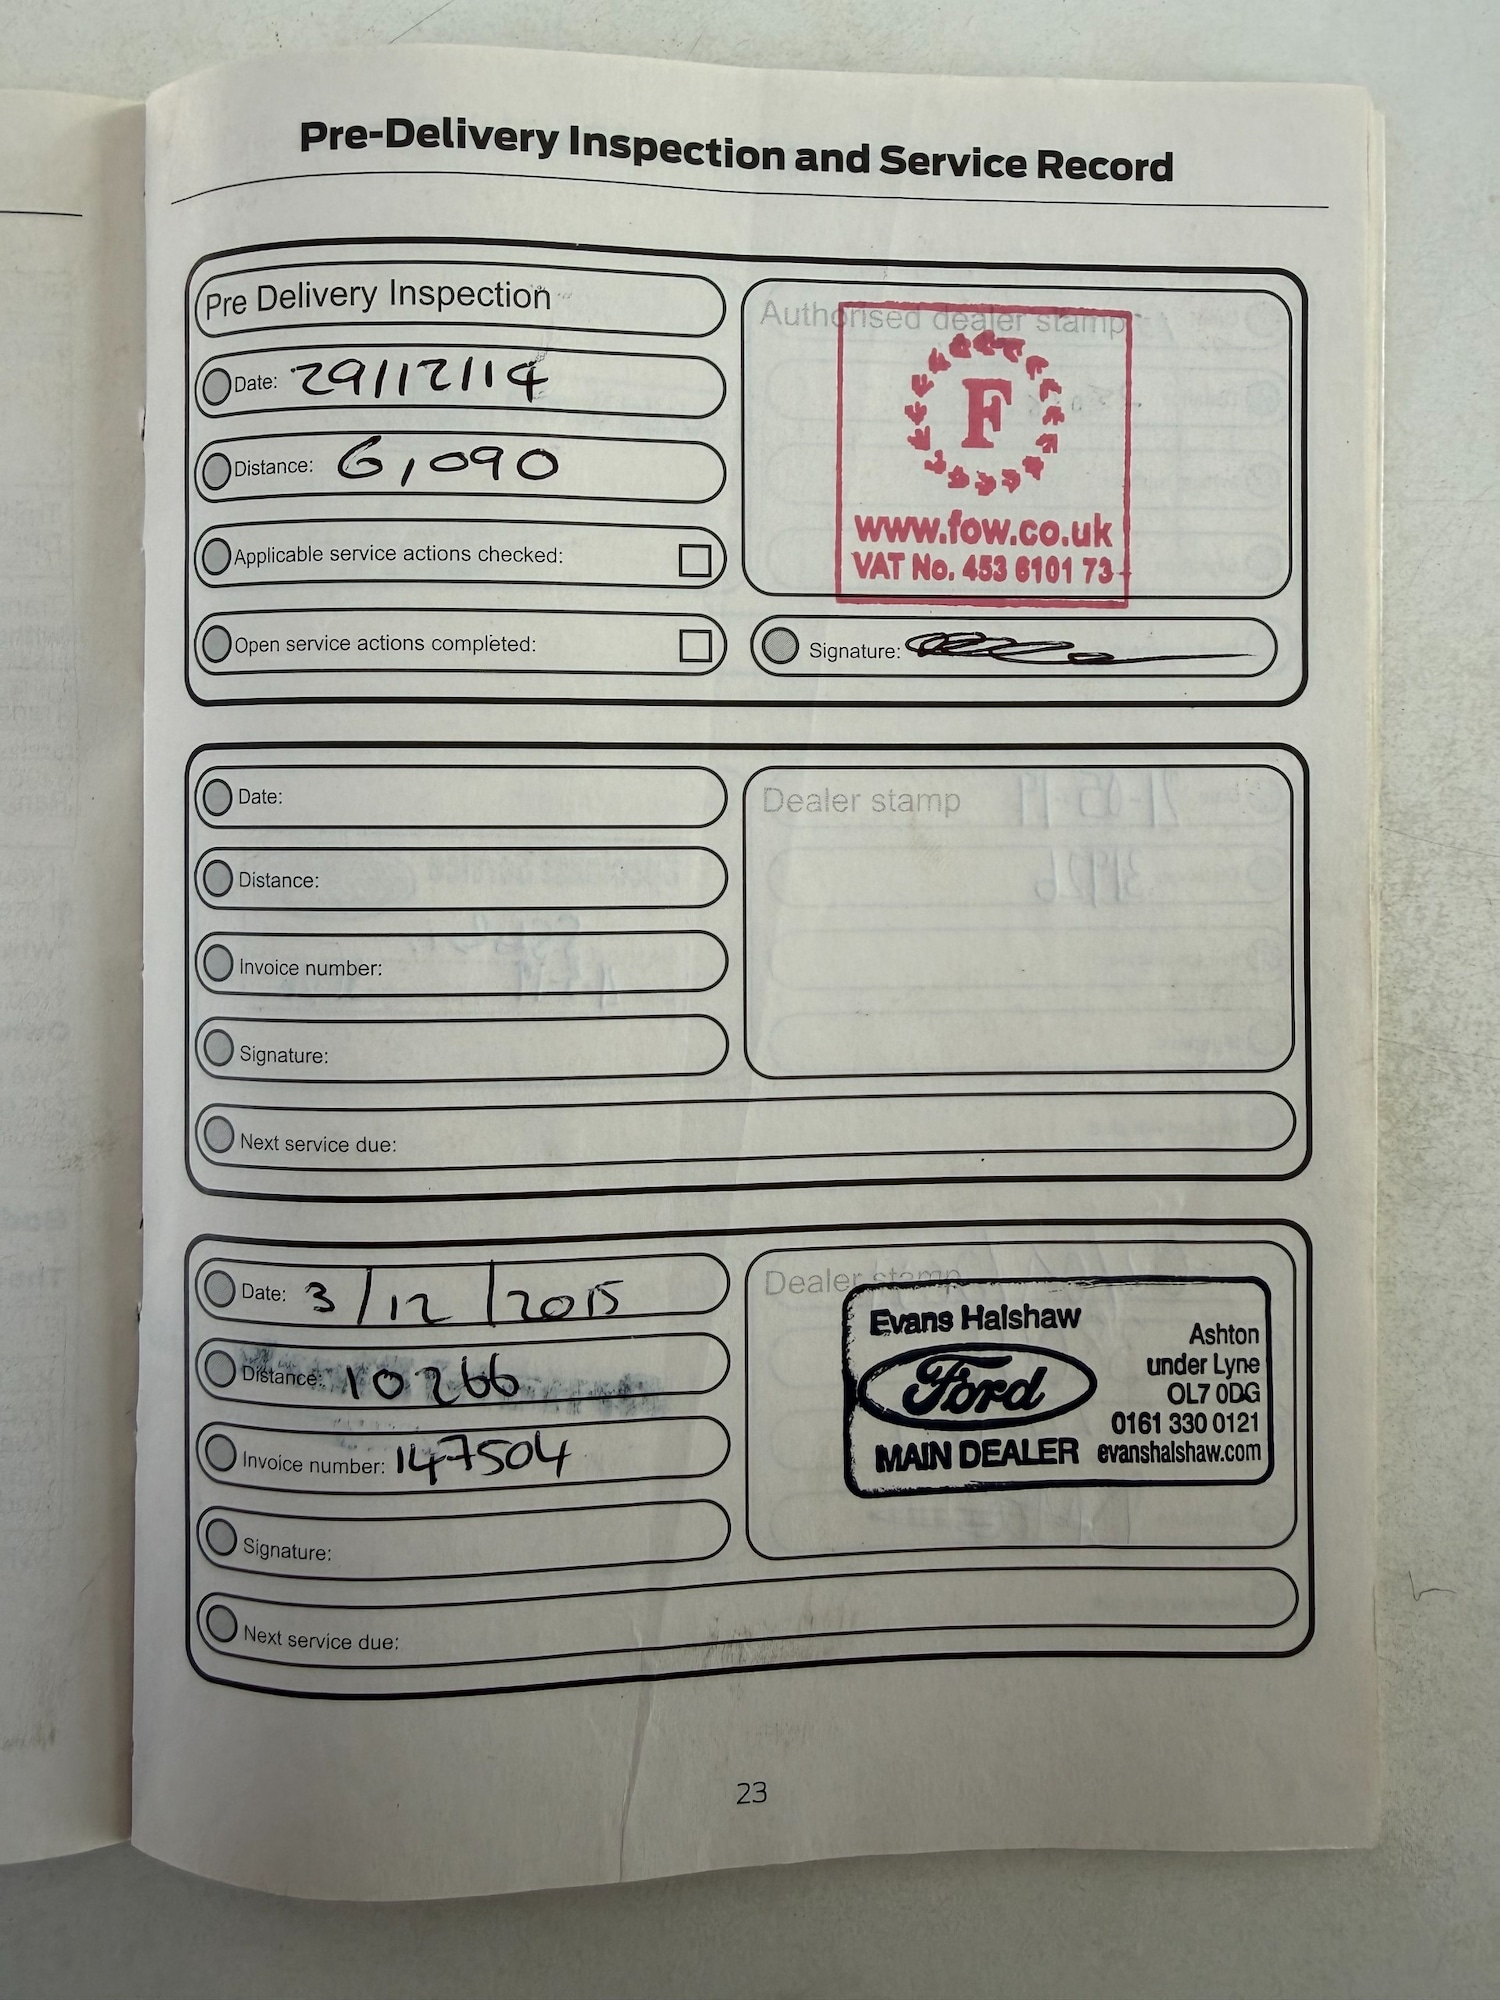 Pre-Delivery Inspection and Service Record
Pre Delivery Inspection
Date: 29/12/14
Distance: 6,090
Applicable service actions checked:
Open service actions completed:
Authorised dealer stamp
F
www.fow.co.uk
VAT No. 453 6101 73
Signature:
Date:
Distance:
Invoice number:
Signature:
Next service due:
Dealer stamp
Date: 3/12/2015
Distance: 10266
Invoice number: 147504
Signature:
Next service due:
Dealer stamp
Evans Halshaw
Ford
MAIN DEALER
Ashton
under Lyne
OL7 0DG
0161 330 0121
evanshalshaw.com
23